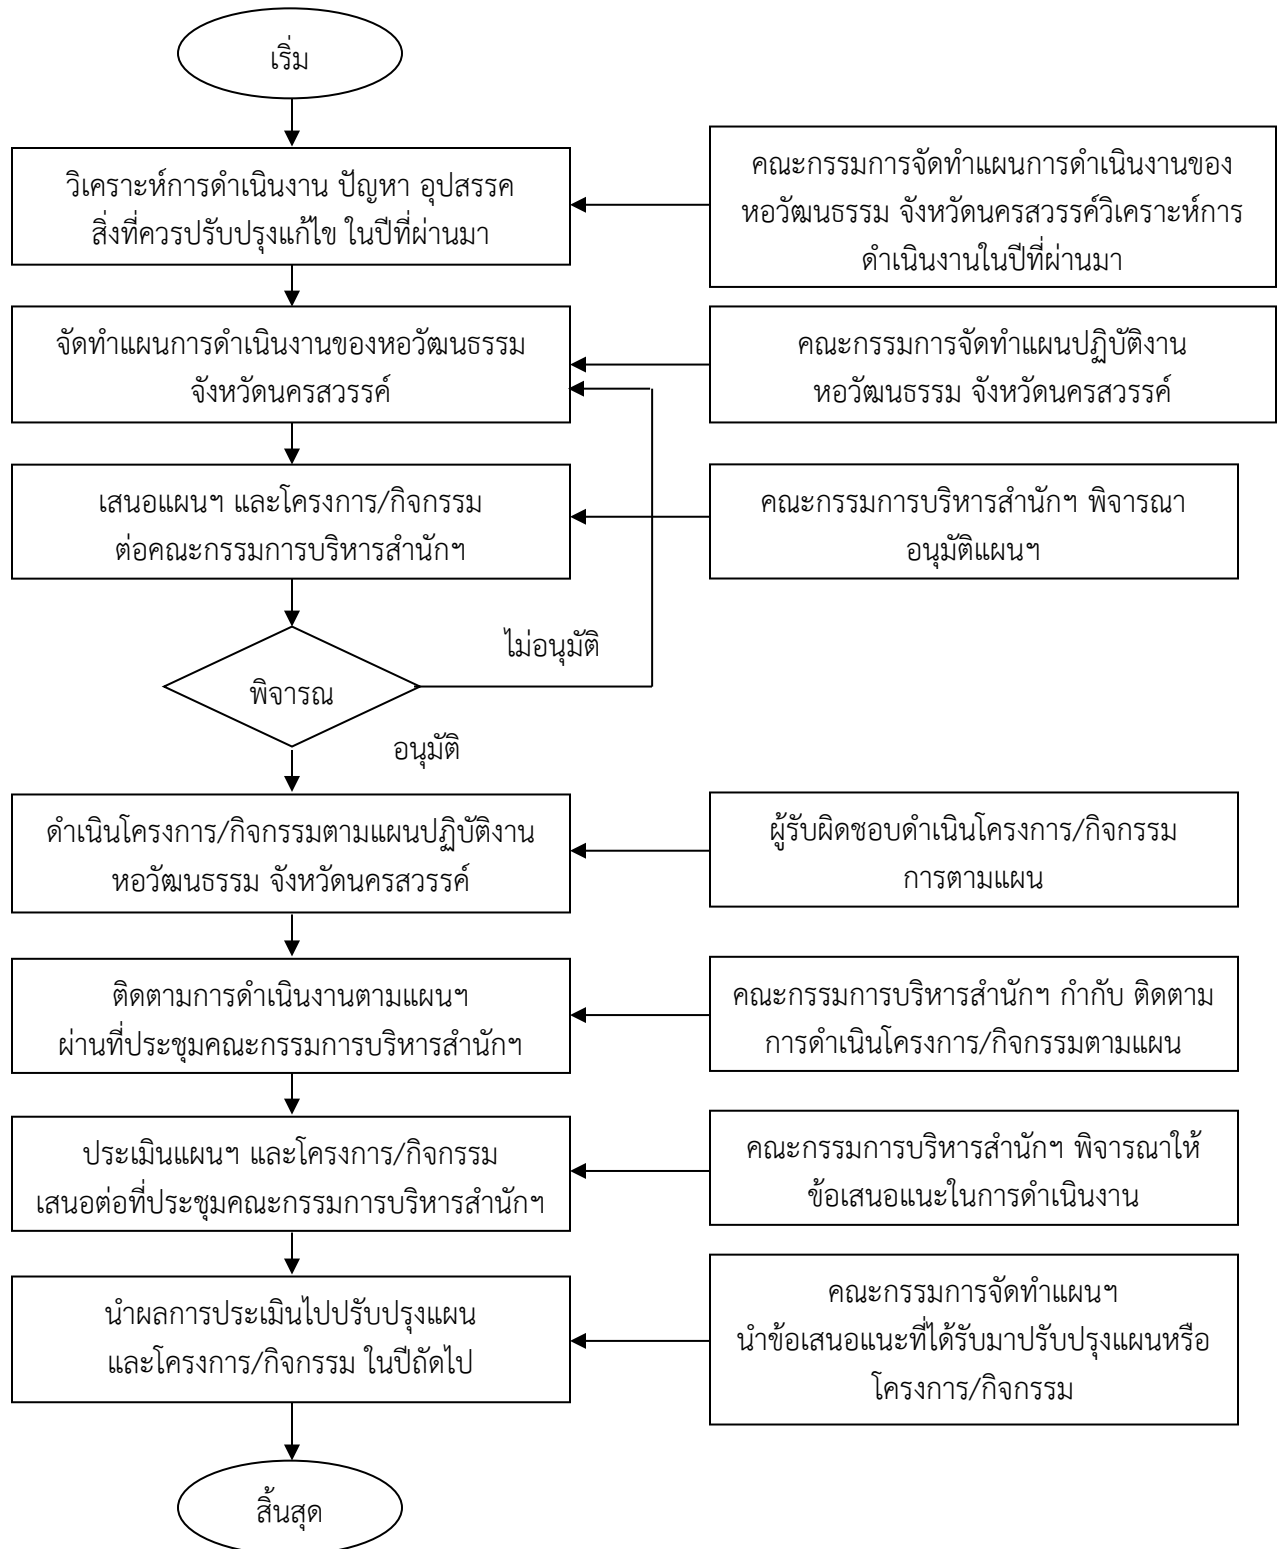 เริ่ม
วิเคราะห์การดำเนินงาน ปัญหา อุปสรรค
สิ่งที่ควรปรับปรุงแก้ไข ในปีที่ผ่านมา
คณะกรรมการจัดทำแผนการดำเนินงานของ
หอวัฒนธรรม จังหวัดนครสวรรค์วิเคราะห์การ
ดำเนินงานในปีที่ผ่านมา
จัดทำแผนการดำเนินงานของหอวัฒนธรรม
จังหวัดนครสวรรค์
คณะกรรมการจัดทำแผนปฏิบัติงาน
หอวัฒนธรรม จังหวัดนครสวรรค์
เสนอแผนฯ และโครงการ/กิจกรรม
ต่อคณะกรรมการบริหารสำนักฯ
คณะกรรมการบริหารสำนักฯ พิจารณา
อนุมัติแผนฯ
ไม่อนุมัติ
พิจารณ
อนุมัติ
ดำเนินโครงการ/กิจกรรมตามแผนปฏิบัติงาน
หอวัฒนธรรม จังหวัดนครสวรรค์
ผู้รับผิดชอบดำเนินโครงการ/กิจกรรม
การตามแผน
ติดตามการดำเนินงานตามแผนฯ
ผ่านที่ประชุมคณะกรรมการบริหารสำนักฯ
คณะกรรมการบริหารสำนักฯ กำกับ ติดตาม
การดำเนินโครงการ/กิจกรรมตามแผน
ประเมินแผนฯ และโครงการ/กิจกรรม
เสนอต่อที่ประชุมคณะกรรมการบริหารสำนักฯ
คณะกรรมการบริหารสำนักฯ พิจารณาให้
ข้อเสนอแนะในการดำเนินงาน
นำผลการประเมินไปปรับปรุงแผน
และโครงการ/กิจกรรม ในปีถัดไป
คณะกรรมการจัดทำแผนฯ
นำข้อเสนอแนะที่ได้รับมาปรับปรุงแผนหรือ
โครงการ/กิจกรรม
สิ้นสุด